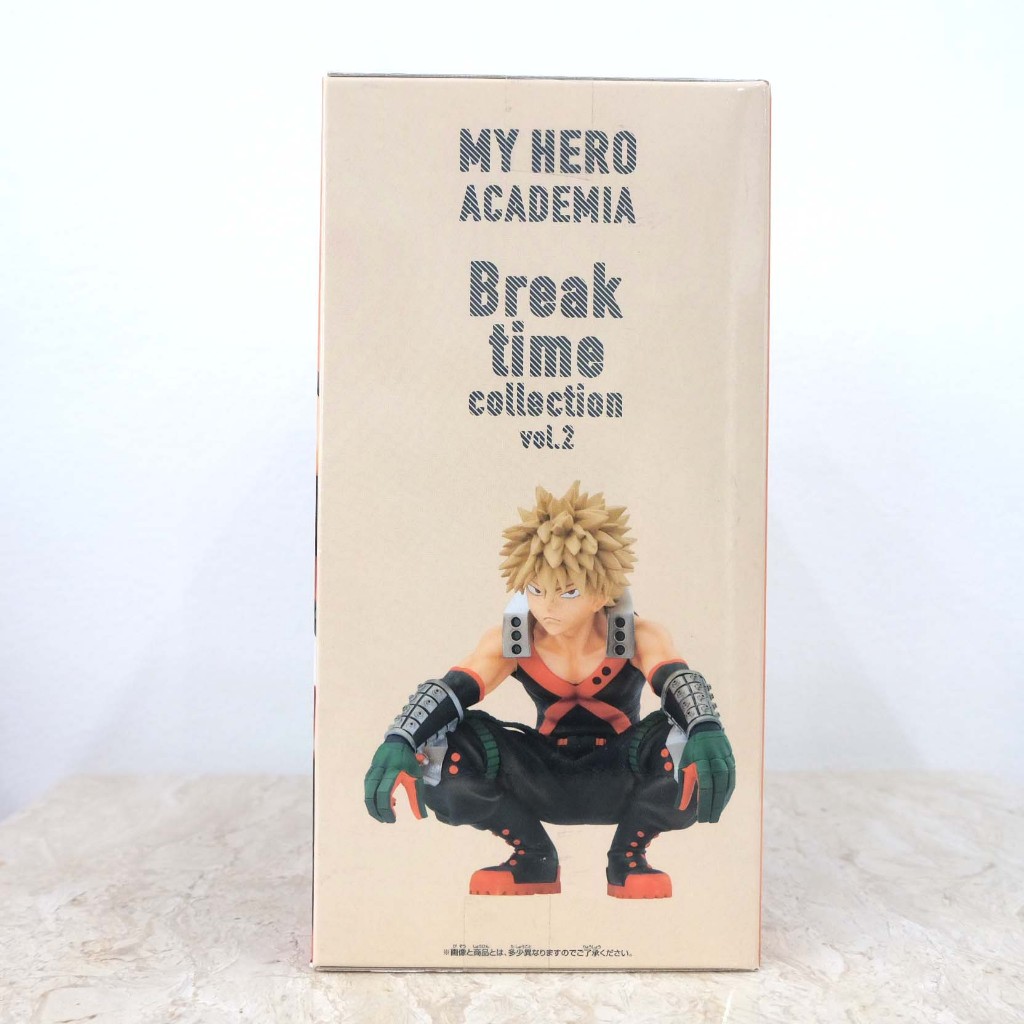 MY HERO
ACADEMIA
Break
time
collection
vol.2
※画像と商品とは、多少異なりますのでご了承ください。